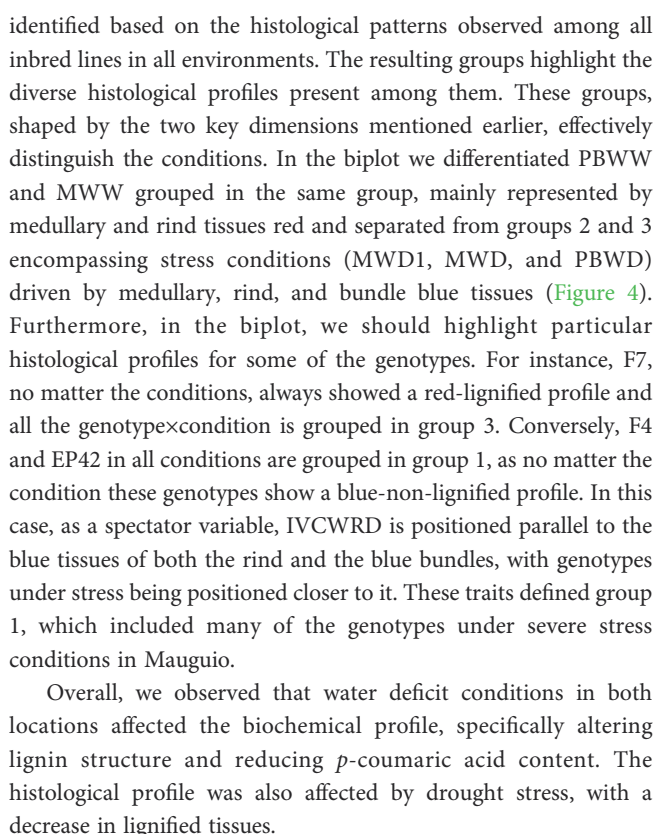 identified based on the histological patterns observed among all
inbred lines in all environments. The resulting groups highlight the
diverse histological profiles present among them. These groups,
shaped by the two key dimensions mentioned earlier, effectively
distinguish the conditions. In the biplot we differentiated PBWW
and MWW grouped in the same group, mainly represented by
medullary and rind tissues red and separated from groups 2 and 3
encompassing stress conditions (MWD1, MWD, and PBWD)
driven by medullary, rind, and bundle blue tissues (Figure 4).
Furthermore, in the biplot, we should highlight particular
histological profiles for some of the genotypes. For instance, F7,
no matter the conditions, always showed a red-lignified profile and
all the genotype×condition is grouped in group 3. Conversely, F4
and EP42 in all conditions are grouped in group 1, as no matter the
condition these genotypes show a blue-non-lignified profile. In this
case, as a spectator variable, IVCWRD is positioned parallel to the
blue tissues of both the rind and the blue bundles, with genotypes
under stress being positioned closer to it. These traits defined group
1, which included many of the genotypes under severe stress
conditions in Mauguio.
Overall, we observed that water deficit conditions in both
locations affected the biochemical profile, specifically altering
lignin structure and reducing p-coumaric acid content. The
histological profile was also affected by drought stress, with a
decrease in lignified tissues.